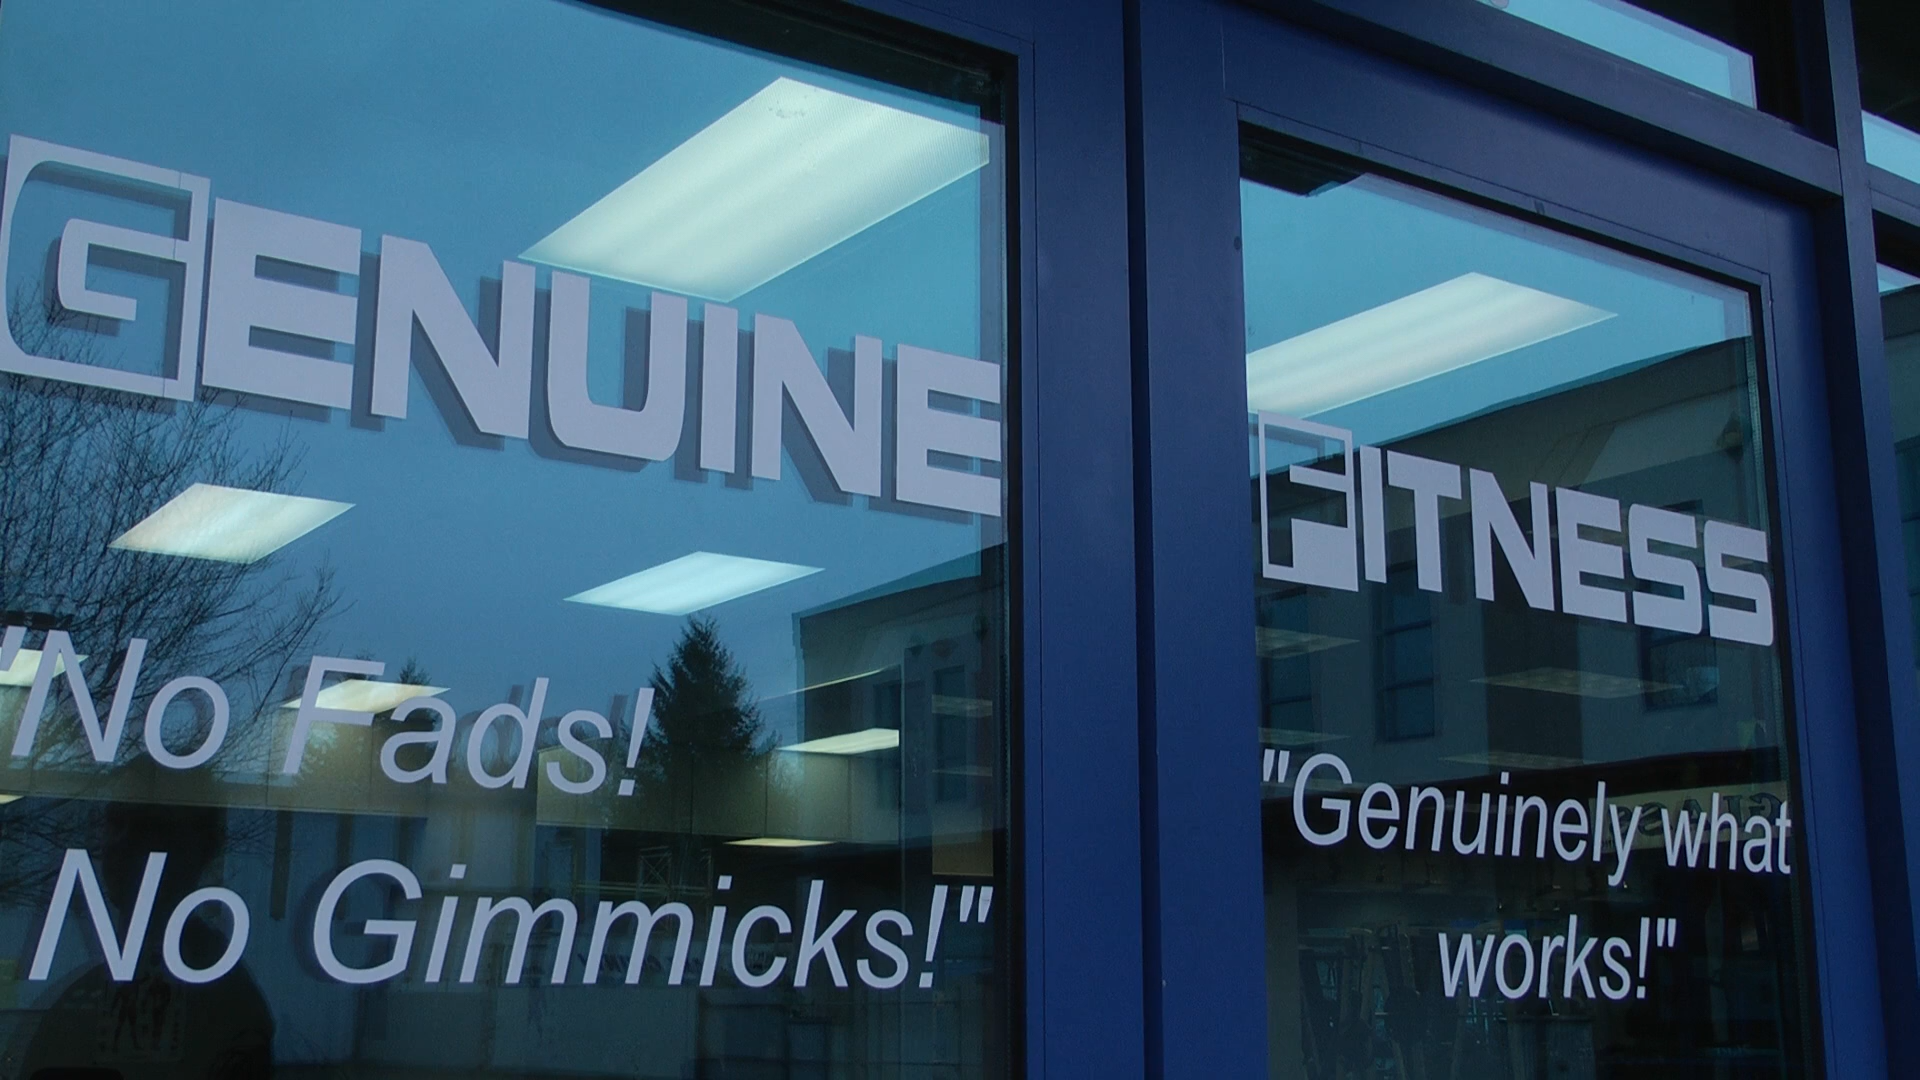 GENUINE
FITNESS
"No Fads!
No Gimmicks!"
"Genuinely what
works!"